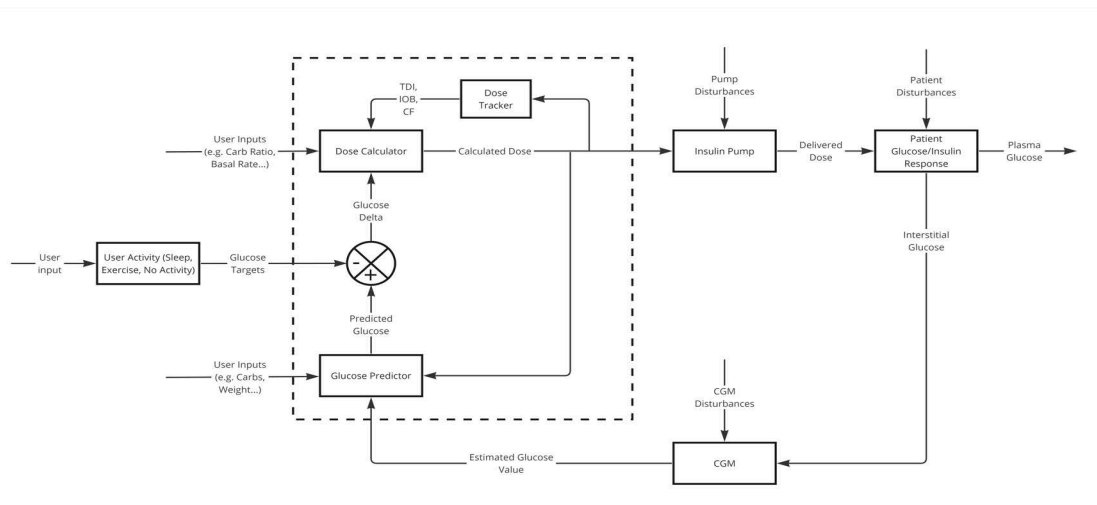 TDI,
IOB,
CF
Dose
Tracker
Pump
Disturbances
Patient
Disturbances
User Inputs
(e.g. Carb Ratio,
Basal Rate...)
Dose Calculator
Calculated Dose
Insulin Pump
Delivered
Dose
Patient
Glucose/Insulin
Response
Plasma
Glucose
Glucose
Delta
Interstitial
Glucose
User
input
User Activity (Sleep,
Exercise, No Activity)
Glucose
Targets
-
+
Predicted
Glucose
User Inputs
(e.g. Carbs,
Weight...)
Glucose Predictor
CGM
Disturbances
Estimated Glucose
Value
CGM